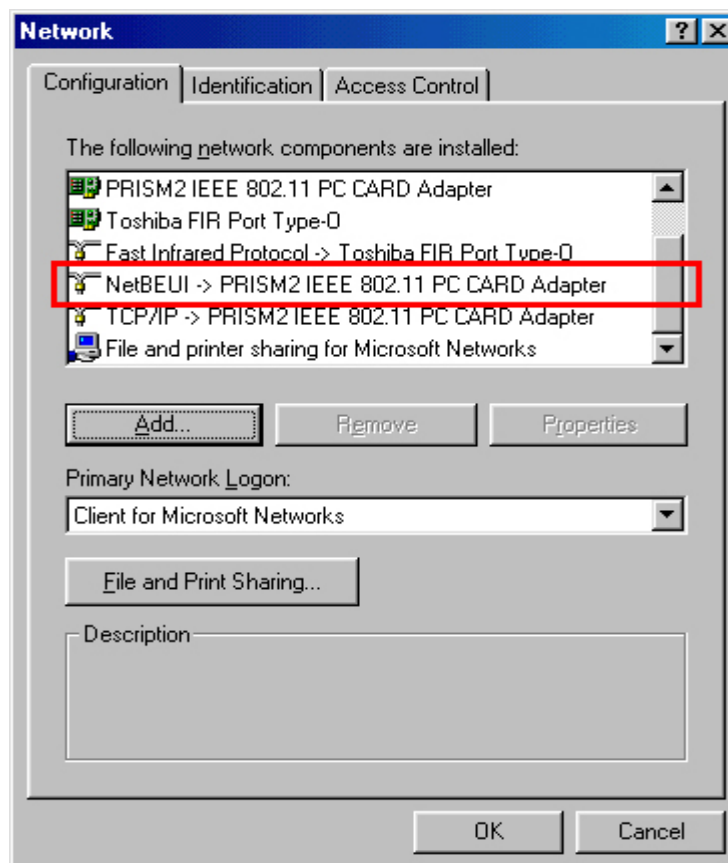 Network
Configuration Identification Access Control
The following network components are installed:
PRISM2 IEEE 802.11 PC CARD Adapter
Toshiba FIR Port Type-O
Fast Infrared Protocol -> Toshiba FIR Port Type-O
NetBEUI -> PRISM2 IEEE 802.11 PC CARD Adapter
TCP/IP -> PRISM2 IEEE 802.11 PC CARD Adapter
File and printer sharing for Microsoft Networks
Add... Remove Properties
Primary Network Logon:
Client for Microsoft Networks
File and Print Sharing...
Description
OK Cancel